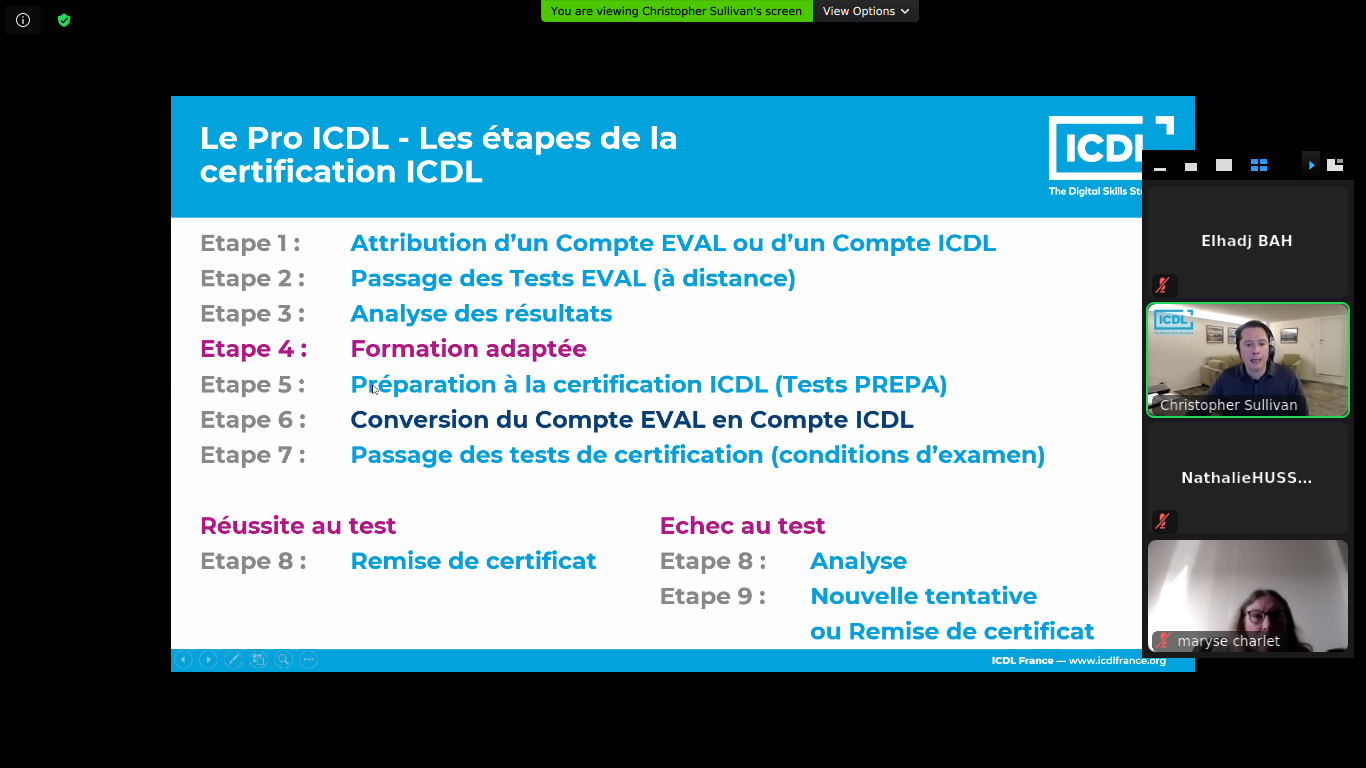 You are viewing Christopher Sullivan's screen View Options
Le Pro ICDL - Les étapes de la
certification ICDL
ICDL
The Digital Skills St
Etape 1 : Attribution d’un Compte EVAL ou d’un Compte ICDL
Etape 2 : Passage des Tests EVAL (à distance)
Etape 3 : Analyse des résultats
Etape 4 : Formation adaptée
Etape 5 : Préparation à la certification ICDL (Tests PREPA)
Etape 6 : Conversion du Compte EVAL en Compte ICDL
Etape 7 : Passage des tests de certification (conditions d’examen)
Réussite au test
Etape 8 : Remise de certificat
Echec au test
Etape 8 : Analyse
Etape 9 : Nouvelle tentative
ou Remise de certificat
ICDL France — www.icdlfrance.org
Elhadj BAH
ICDL
Christopher Sullivan
NathalieHUSS...
maryse charlet